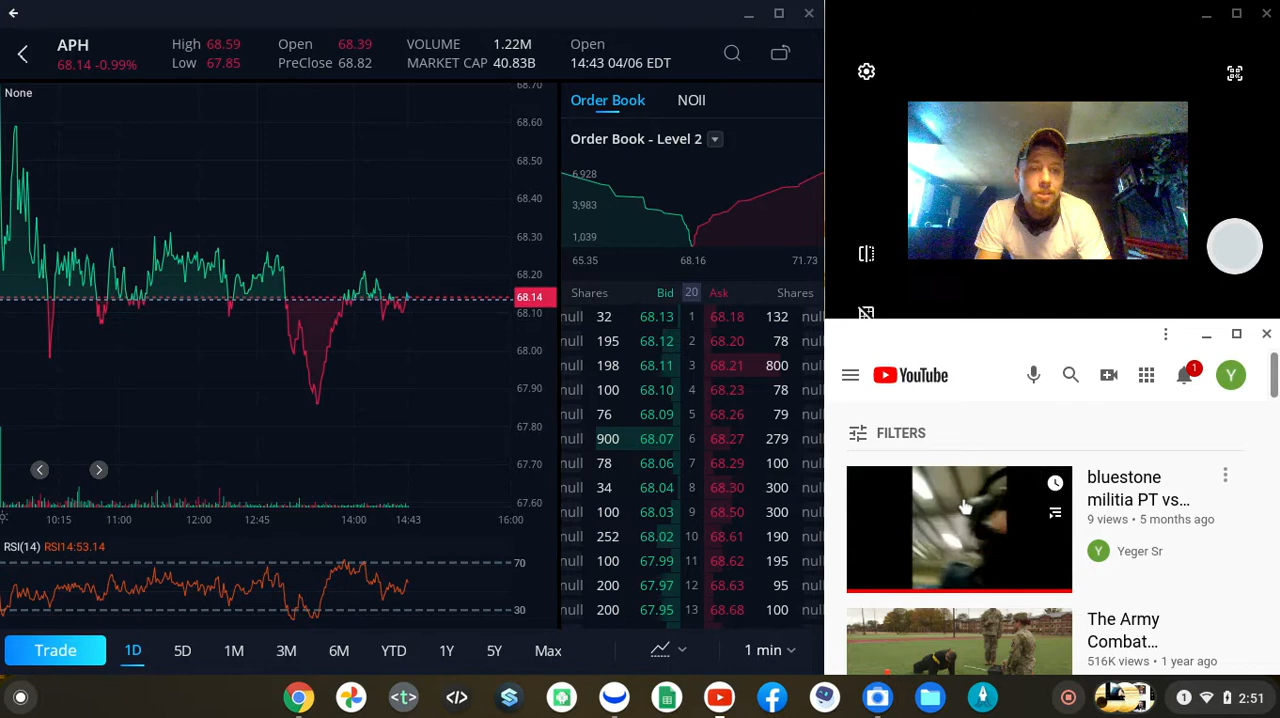 APH
68.14 -0.99%
High 68.59
Low 67.85
Open 68.39
PreClose 68.82
VOLUME 1.22M
MARKET CAP 40.83B
Open
14:43 04/06 EDT
None
68.70
68.60
68.50
68.40
68.30
68.20
68.14
68.10
68.00
67.90
67.80
67.70
67.60
10:15 11:00 12:00 12:45 14:00 14:43 16:00
RSI(14) RSI14:53.14
70
30
Trade 1D 5D 1M 3M 6M YTD 1Y 5Y Max 1 min
Order Book NOII
Order Book - Level 2
6,928
3,983
1,039
65.35 68.16 71.73
Shares Bid 20 Ask Shares
null 32 68.13 1 68.18 132 null
null 195 68.12 2 68.20 78 null
null 198 68.11 3 68.21 800 null
null 100 68.10 4 68.23 78 null
null 76 68.09 5 68.26 79 null
null 900 68.07 6 68.27 279 null
null 78 68.06 7 68.29 100 null
null 34 68.04 8 68.30 300 null
null 100 68.03 9 68.50 300 null
null 252 68.02 10 68.61 190 null
null 100 67.99 11 68.62 195 null
null 200 67.97 12 68.63 95 null
null 200 67.95 13 68.68 100 null
YouTube
1
Y
FILTERS
bluestone
militia PT vs...
9 views • 5 months ago
Y Yeger Sr
The Army
Combat...
516K views • 1 year ago
<t>
</>
1
2:51